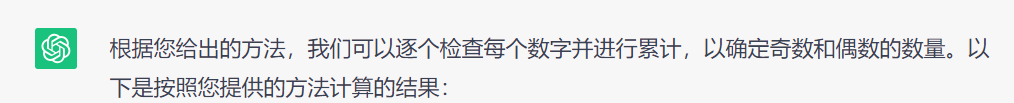 根据您给出的方法，我们可以逐个检查每个数字并进行累计，以确定奇数和偶数的数量。以
下是按照您提供的方法计算的结果：